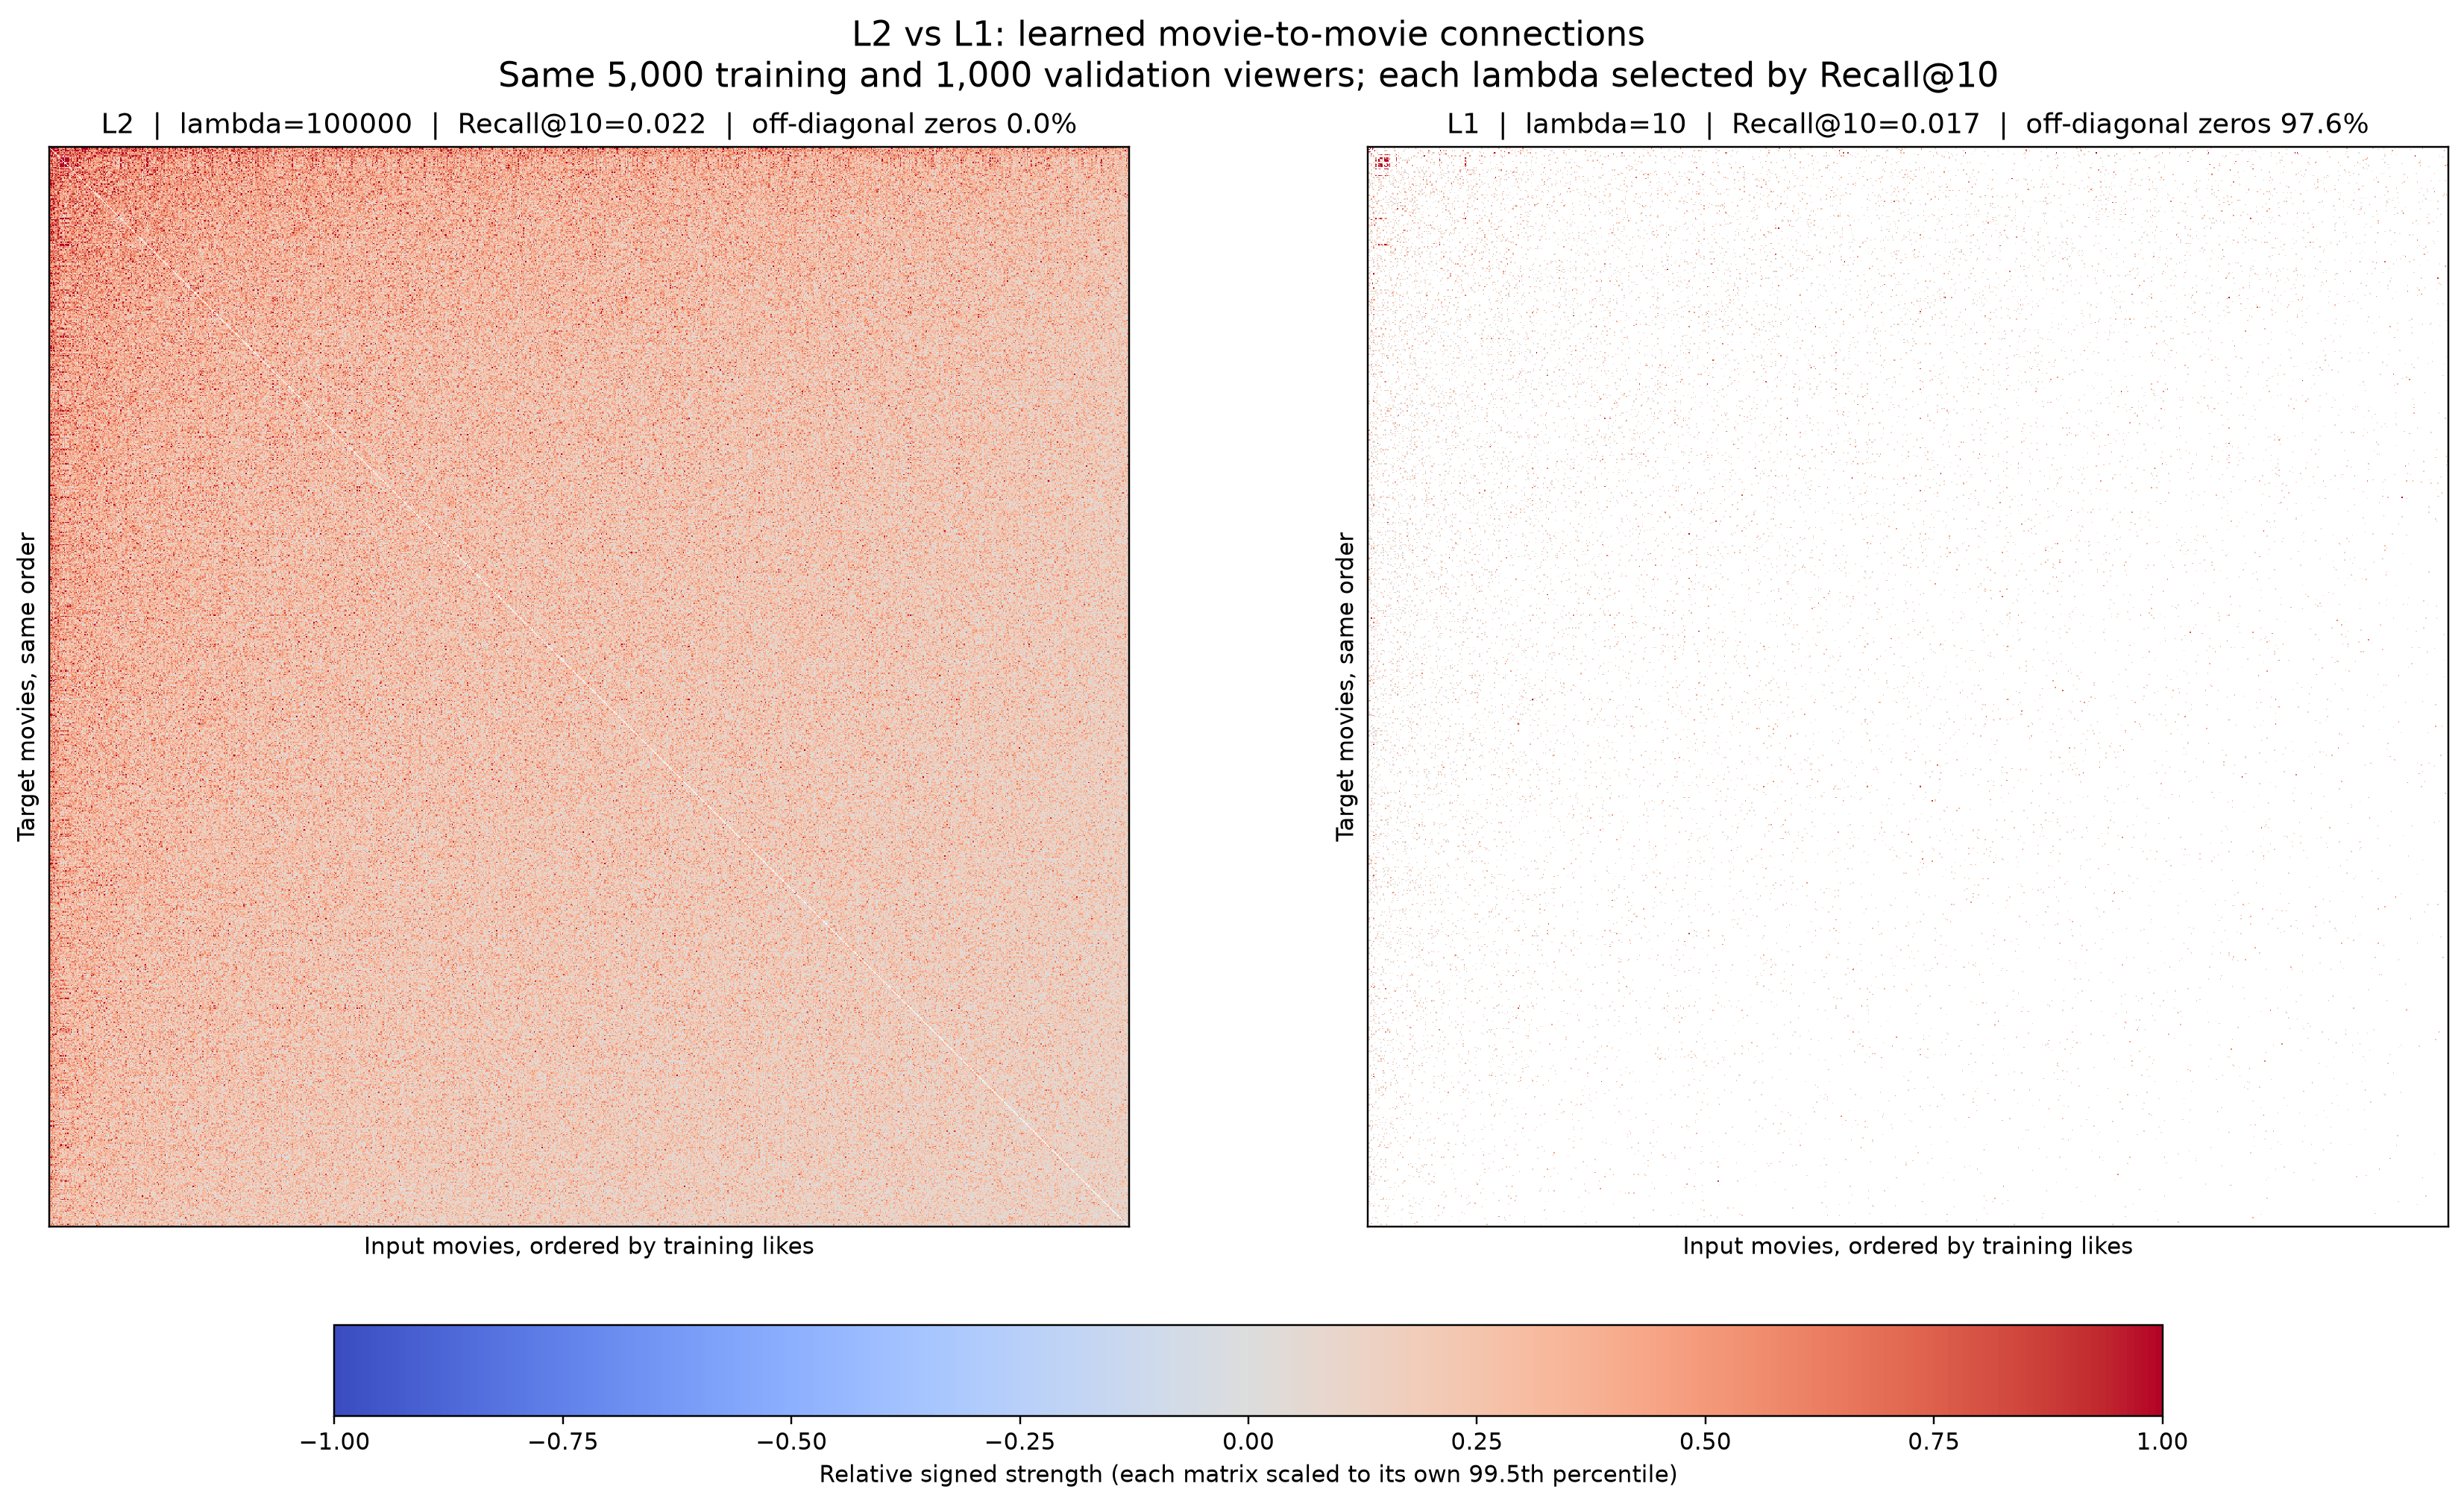 L2 vs L1: learned movie-to-movie connections
Same 5,000 training and 1,000 validation viewers; each lambda selected by Recall@10
L2 | lambda=100000 | Recall@10=0.022 | off-diagonal zeros 0.0%
L1 | lambda=10 | Recall@10=0.017 | off-diagonal zeros 97.6%
Target movies, same order
Target movies, same order
Input movies, ordered by training likes
Input movies, ordered by training likes
−1.00 −0.75 −0.50 −0.25 0.00 0.25 0.50 0.75 1.00
Relative signed strength (each matrix scaled to its own 99.5th percentile)